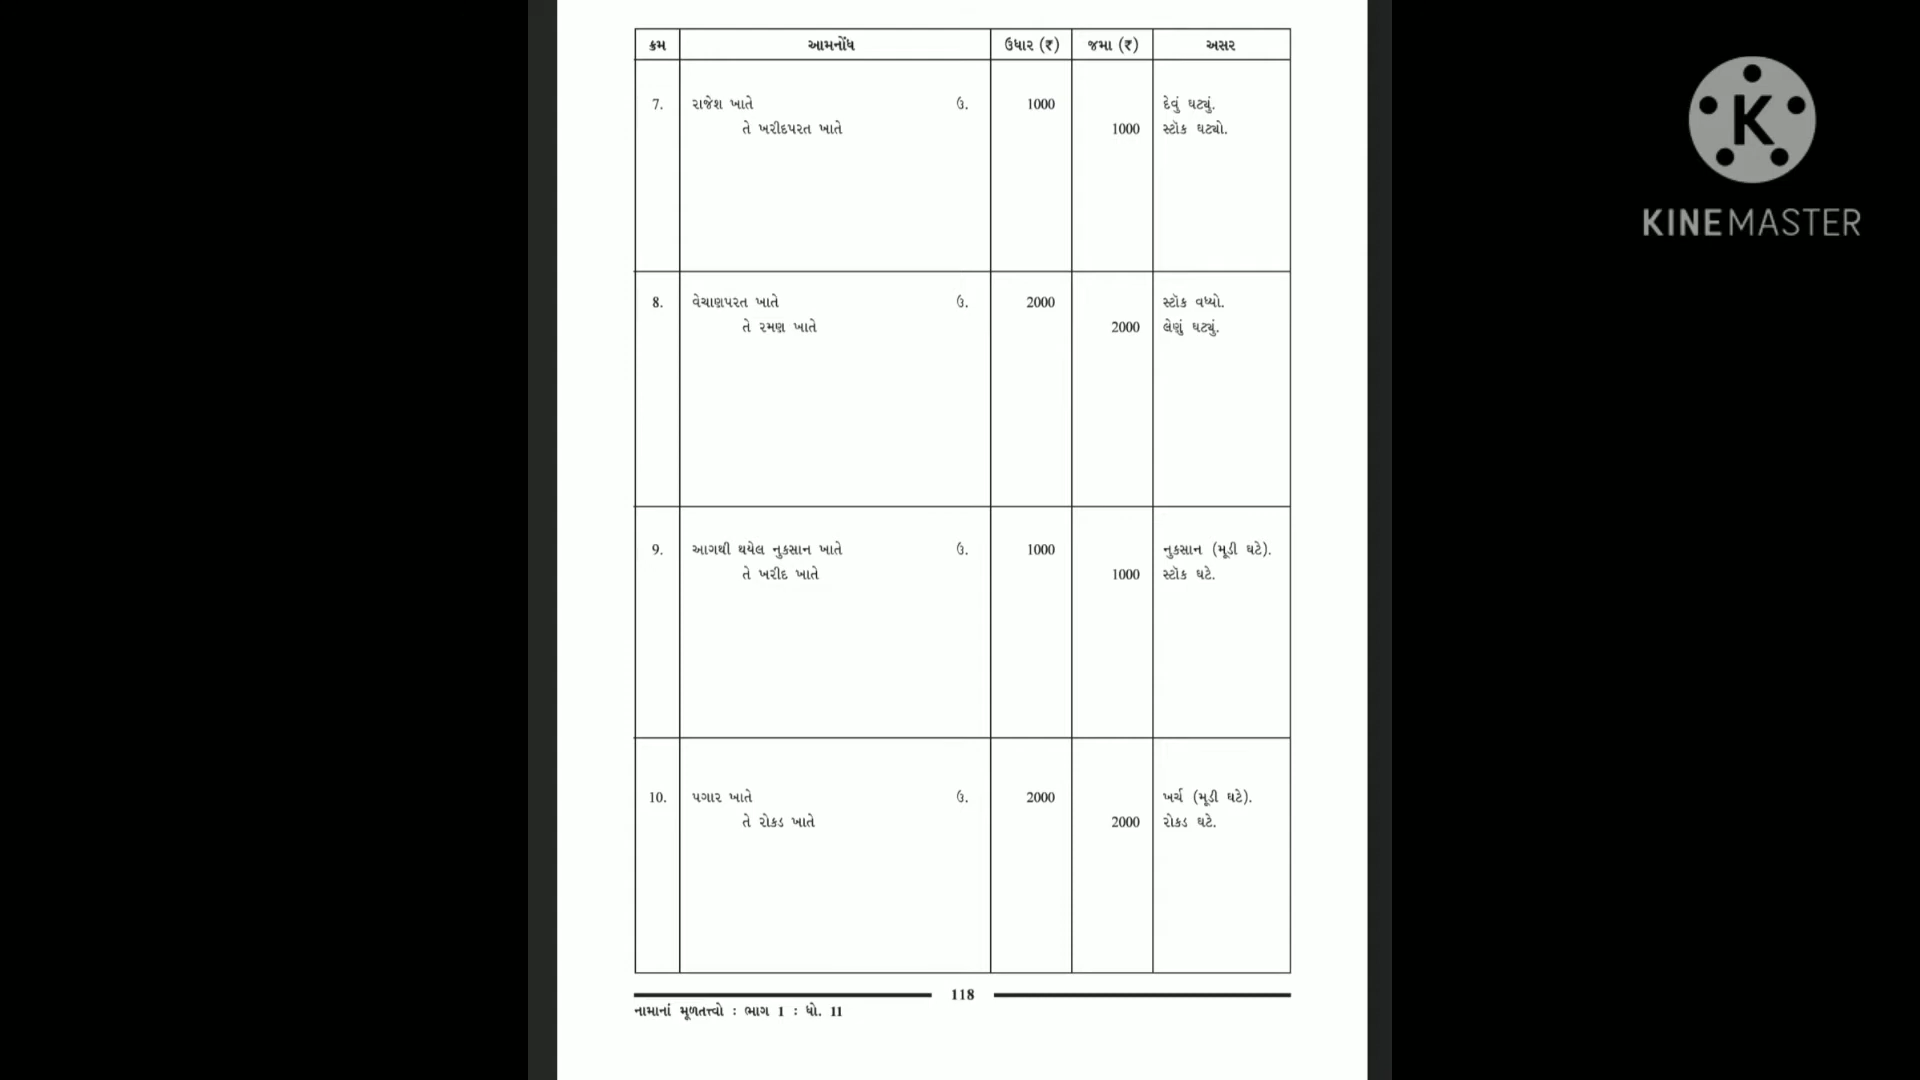 ક્રમ આમનોંધ ઉધાર (₹) જમા (₹) અસર
7. રાજેશ ખાતે ઉ. 1000 દેવું ઘટ્યું.
તે ખરીદપરત ખાતે 1000 સ્ટૉક ઘટ્યો.
8. વેચાણપરત ખાતે ઉ. 2000 સ્ટૉક વધ્યો.
તે રમણ ખાતે 2000 લેણું ઘટ્યું.
9. આગથી થયેલ નુકસાન ખાતે ઉ. 1000 નુકસાન (મૂડી ઘટે).
તે ખરીદ ખાતે 1000 સ્ટૉક ઘટે.
10. પગાર ખાતે ઉ. 2000 ખર્ચ (મૂડી ઘટે).
તે રોકડ ખાતે 2000 રોકડ ઘટે.
118
નામાનાં મૂળતત્ત્વો : ભાગ 1 : ધો. 11
K
KINEMASTER